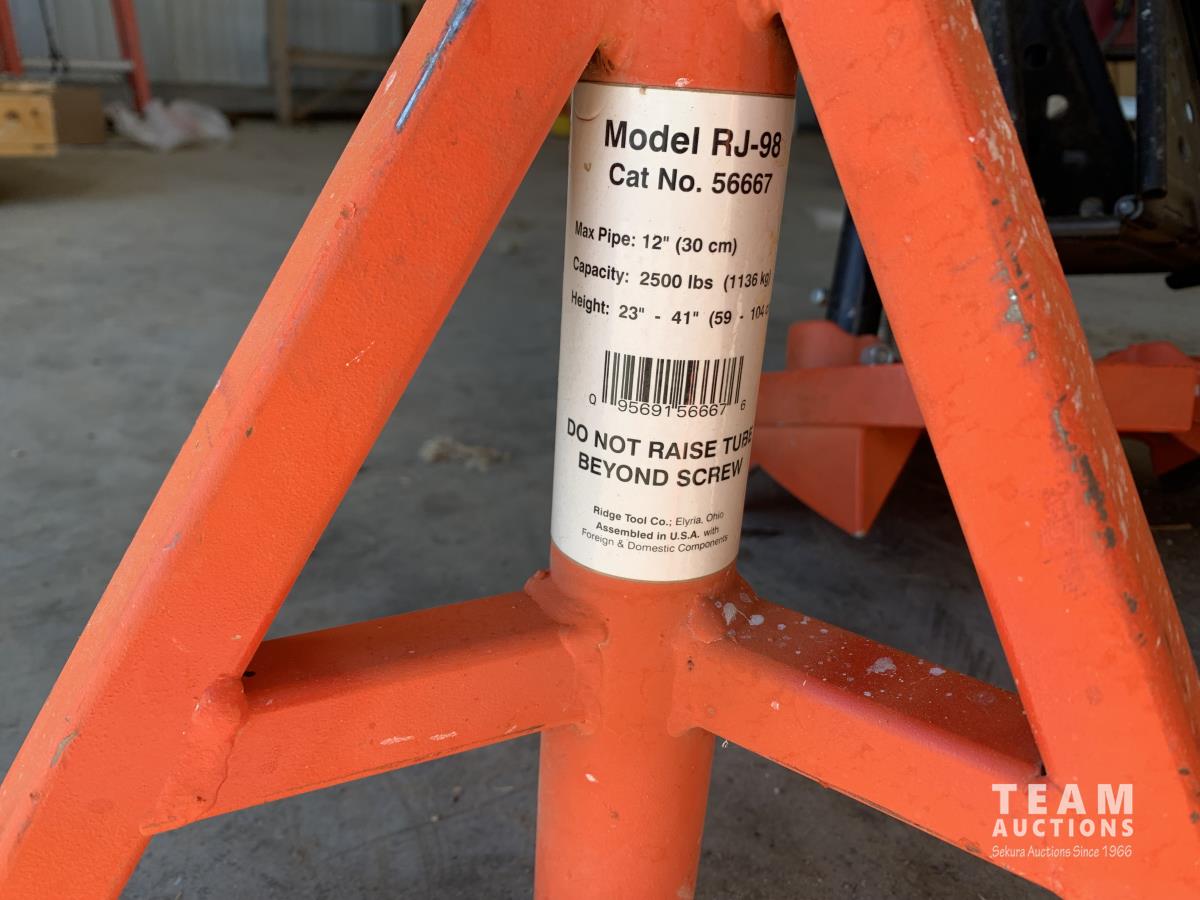 Model RJ-98
Cat No. 56667
Max Pipe: 12" (30 cm)
Capacity: 2500 lbs (1136 kg)
Height: 23" - 41" (59 - 104 c
0 95691 56667 6
DO NOT RAISE TUBE
BEYOND SCREW
Ridge Tool Co.; Elyria, Ohio
Assembled in U.S.A. with
Foreign & Domestic Components
TEAM
AUCTIONS
Sekura Auctions Since 1966